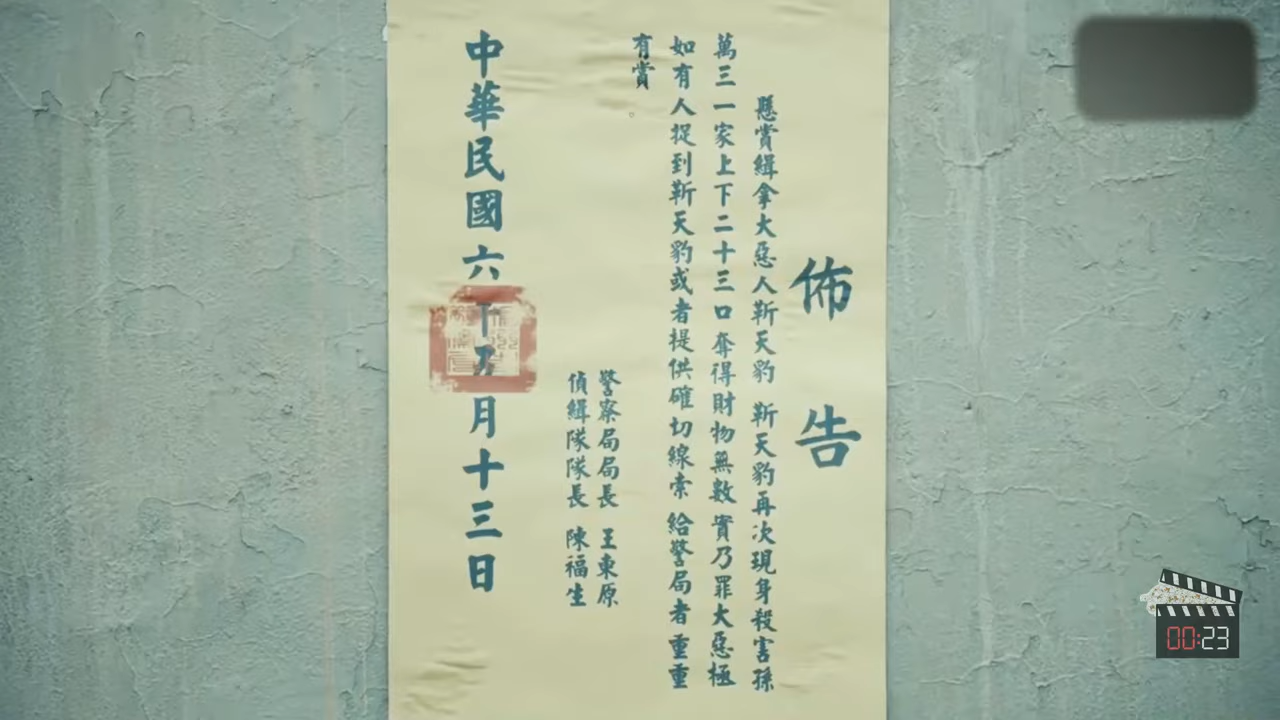 佈告
懸賞緝拿大惡人靳天豹 靳天豹再次現身殺害孫
萬三一家上下二十三口奪得財物無數實乃罪大惡極
如有人捉到靳天豹或者提供確切線索 給警局者重重
有賞。
警察局局長 王東原
偵緝隊隊長 陳福生
中華民國六
月十三日
00:23